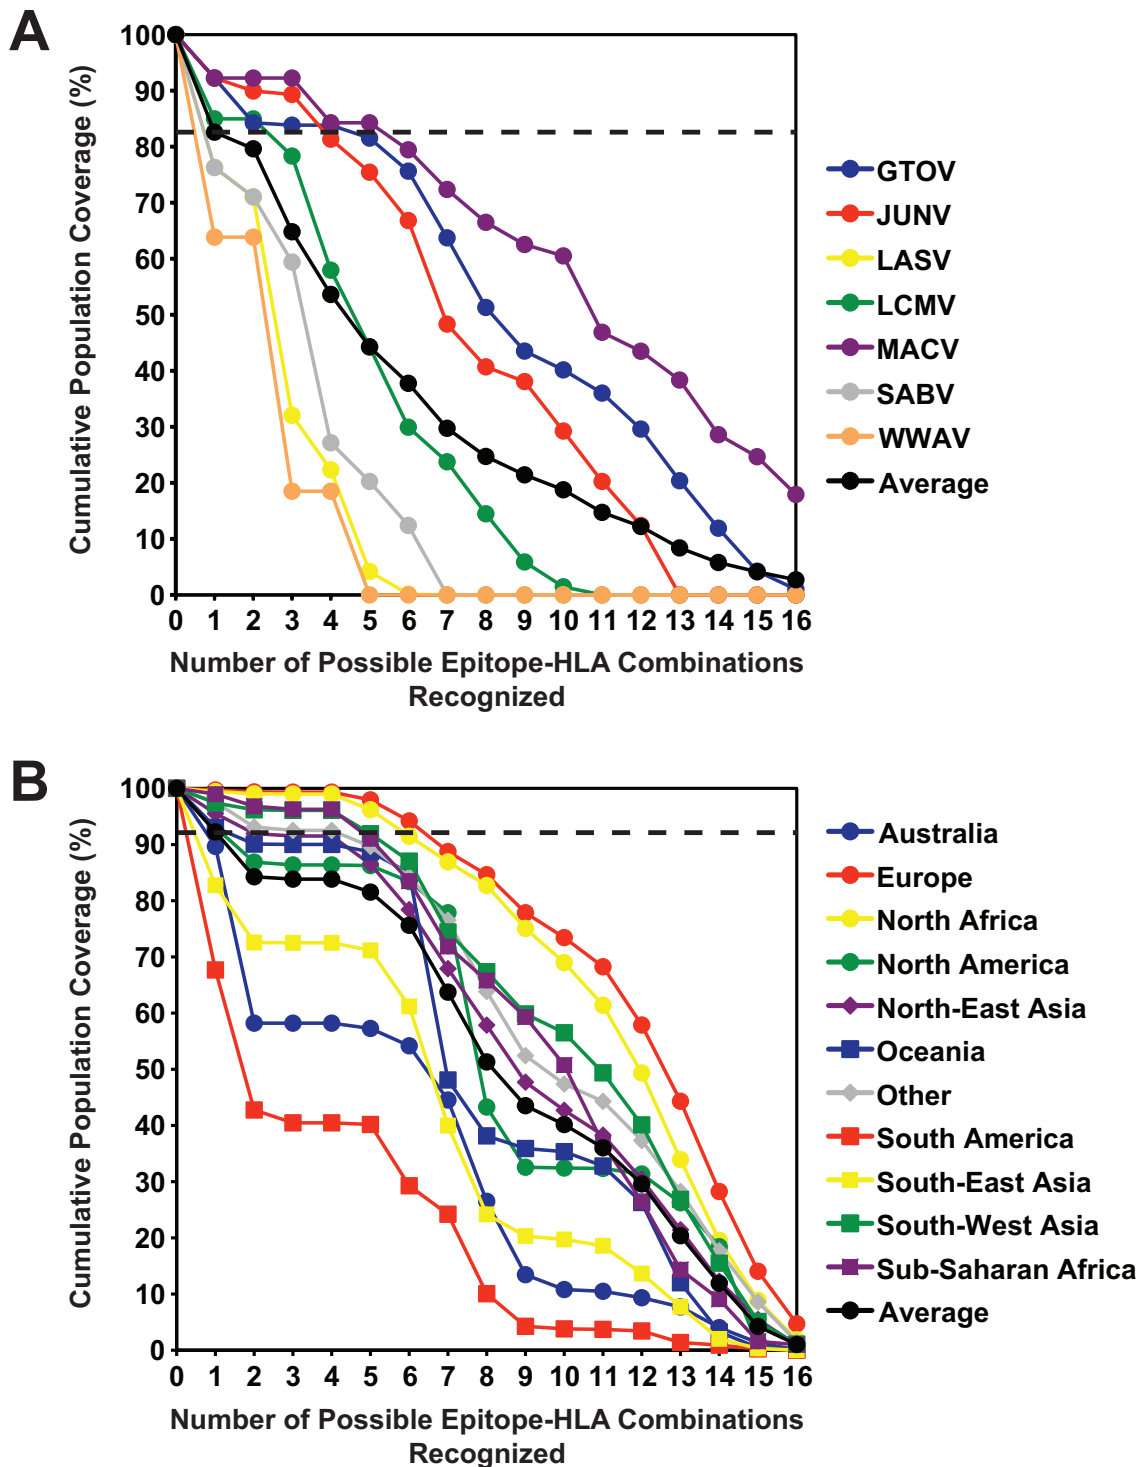 A
Cumulative Population Coverage (%)
100
90
80
70
60
50
40
30
20
10
0
0 1 2 3 4 5 6 7 8 9 10 11 12 13 14 15 16
Number of Possible Epitope-HLA Combinations
Recognized
GTOV
JUNV
LASV
LCMV
MACV
SABV
WWAV
Average
B
Cumulative Population Coverage (%)
100
90
80
70
60
50
40
30
20
10
0
0 1 2 3 4 5 6 7 8 9 10 11 12 13 14 15 16
Number of Possible Epitope-HLA Combinations
Recognized
Australia
Europe
North Africa
North America
North-East Asia
Oceania
Other
South America
South-East Asia
South-West Asia
Sub-Saharan Africa
Average